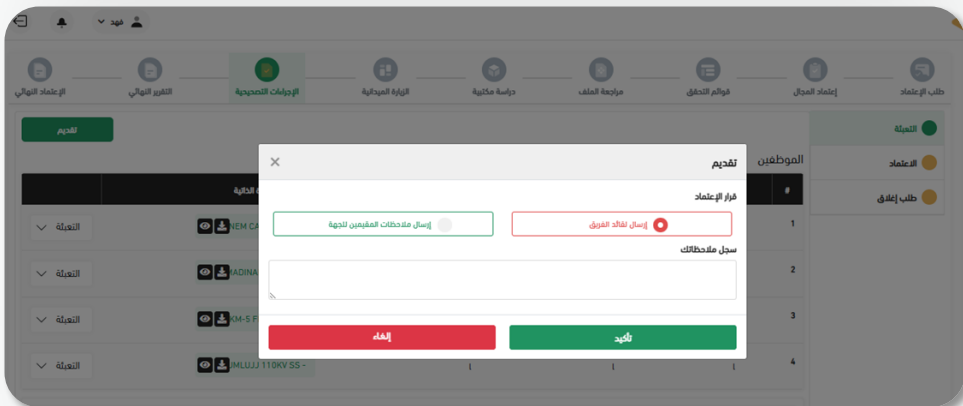 فهد
طلب الإعتماد
إعتماد المجال
قوائم التحقق
مراجعة الملف
دراسة مكتبية
الزيارة الميدانية
الإجراءات التصحيحية
التقرير النهائي
الإعتماد النهائي
التعبئة
الاعتماد
طلب إغلاق
تقديم
الموظفين
#
الذاتية
1
NEM CA
التعبئة
2
MADINA
التعبئة
3
KM-5 F
التعبئة
4
JMLUJJ 110KV SS -
التعبئة
تقديم
×
قرار الإعتماد
إرسال لقائد الفريق
إرسال ملاحظات المقيمين للجهة
سجل ملاحظاتك
تأكيد
إلغاء